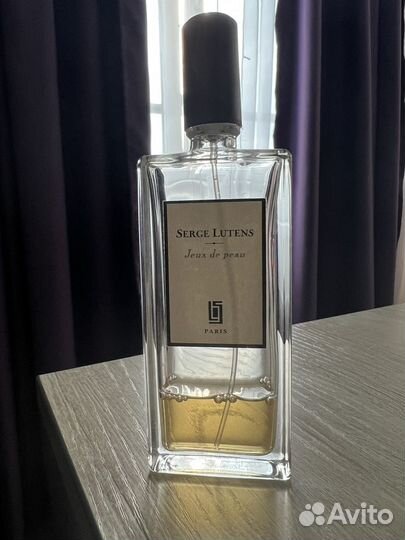 SERGE LUTENS
Jeux de peau
PARIS
Avito